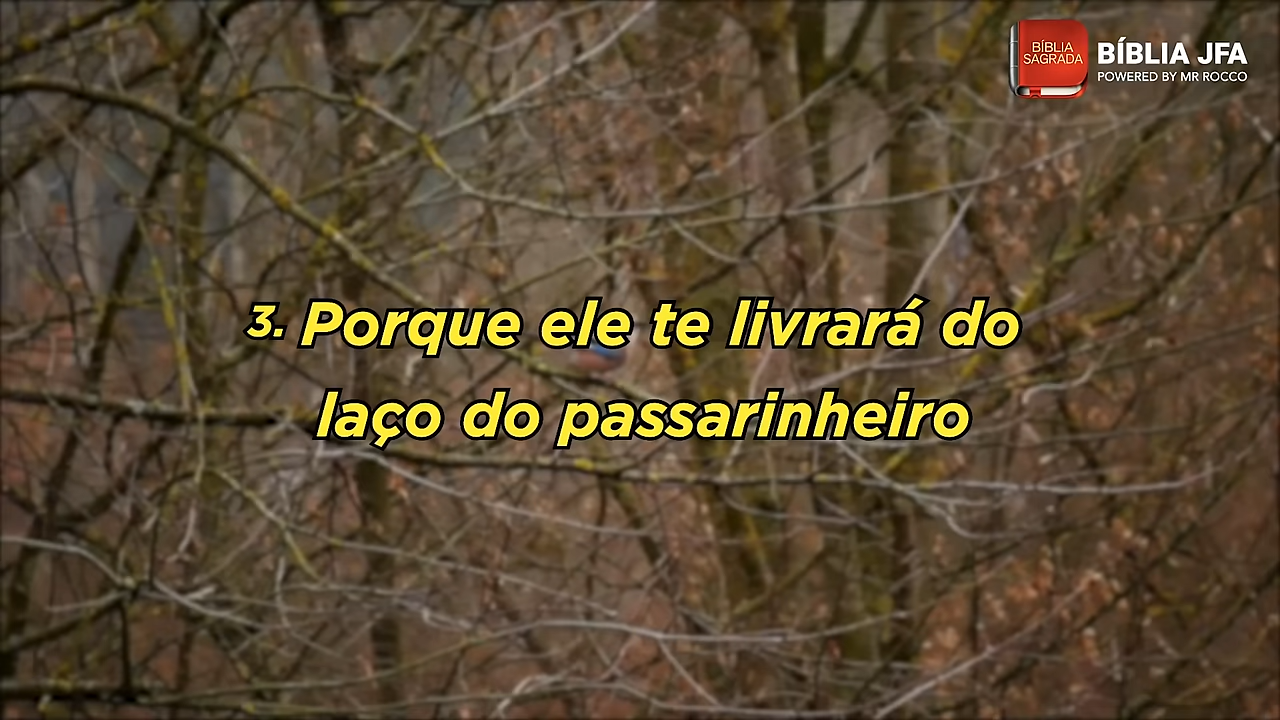 BÍBLIA
SAGRADA
BÍBLIA JFA
POWERED BY MR ROCCO
3. Porque ele te livrará do
laço do passarinheiro